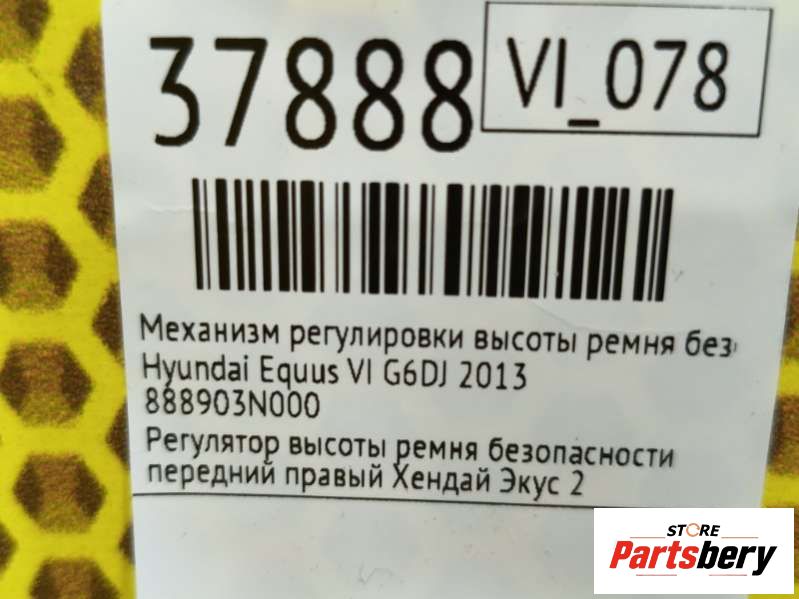 37888
VI_078
Механизм регулировки высоты ремня без
Hyundai Equus VI G6DJ 2013
888903N000
Регулятор высоты ремня безопасности
передний правый Хендай Экус 2
STORE
Partsbery